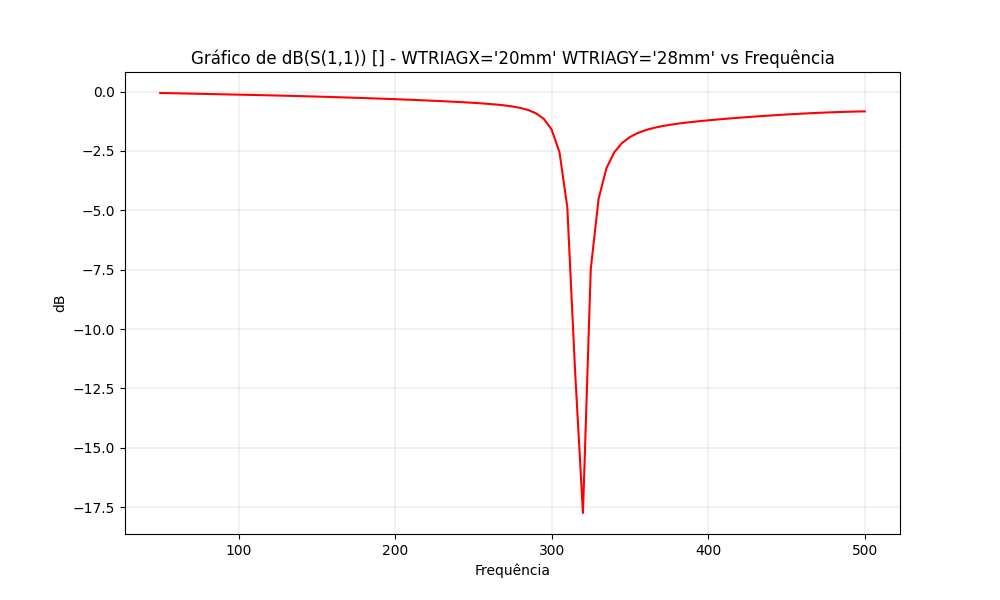 Gráfico de dB(S(1,1)) [] - WTRIAGX='20mm' WTRIAGY='28mm' vs Frequência
0.0
−2.5
−5.0
−7.5
−10.0
−12.5
−15.0
−17.5
dB
100 200 300 400 500
Frequência